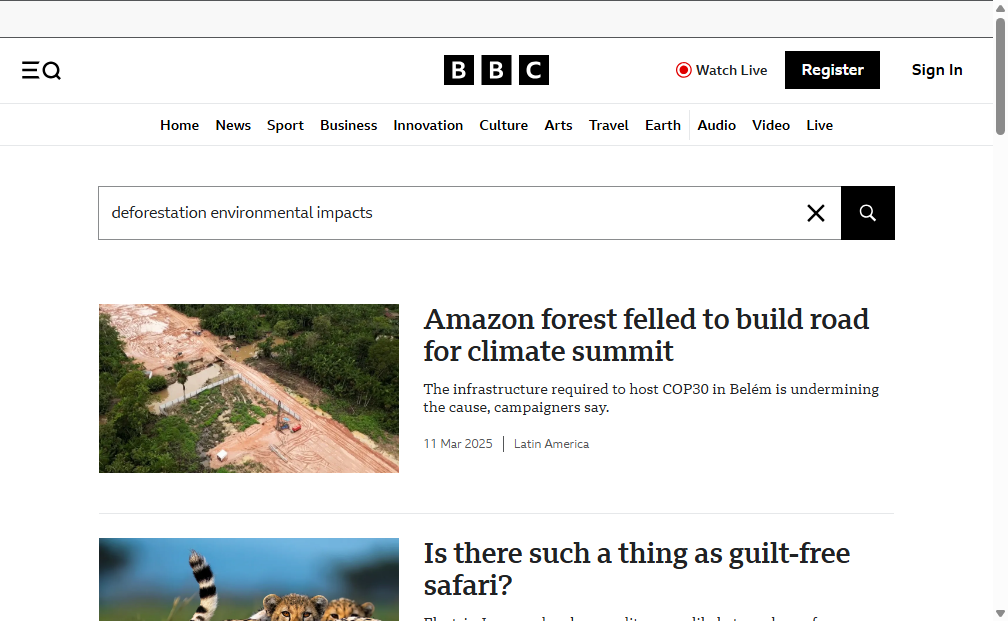 BBC
Watch Live
Register
Sign In
Home News Sport Business Innovation Culture Arts Travel Earth Audio Video Live
deforestation environmental impacts
Amazon forest felled to build road
for climate summit
The infrastructure required to host COP30 in Belém is undermining
the cause, campaigners say.
11 Mar 2025 | Latin America
Is there such a thing as guilt-free
safari?